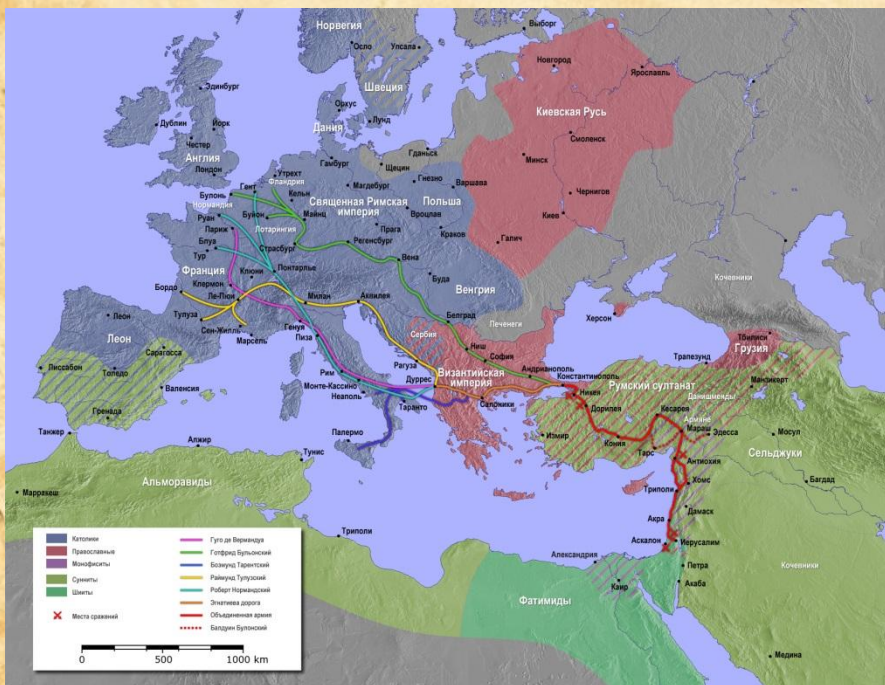 Норвегия
Осло
Упсала
Выборг
Новгород
Ярославль
Швеция
Эдинбург
Орхус
Дания
Лунд
Киевская Русь
Смоленск
Дублин
Йорк
Честер
Англия
Лондон
Гданьск
Щецин
Гамбург
Минск
Утрехт
Фландрия
Гент
Магдебург
Гнезно
Варшава
Чернигов
Булонь
Нормандия
Кельн
Священная Римская
империя
Польша
Руан
Буйон
Майнц
Вроцлав
Киев
Париж
Лотарингия
Прага
Краков
Галич
Блуа
Страсбург
Регенсбург
Тур
Вена
Франция
Клюни
Понтарлье
Буда
Кочевники
Клермон
Венгрия
Бордо
Ле-Пюи
Милан
Аквилея
Белград
Печенеги
Херсон
Леон
Тулуза
Генуя
Сен-Жилль
Марсель
Пиза
Сербия
Ниш
София
Тбилиси
Леон
Сарагосса
Рагуза
Андрианополь
Трапезунд
Грузия
Лиссабон
Толедо
Рим
Дуррес
Византийская
империя
Константинополь
Румский султанат
Манцикерт
Валенсия
Монте-Кассино
Неаполь
Салоники
Никея
Данишменды
Гренада
Таранто
Дорилея
Кесарея
Армяне
Палермо
Измир
Кония
Мараш
Эдесса
Танжер
Алжир
Тунис
Тарс
Мосул
Антиохия
Сельджуки
Альморавиды
Хомс
Марракеш
Триполи
Багдад
Дамаск
Триполи
Акра
Аскалон
Иерусалим
Александрия
Петра
Каир
Акаба
Кочевники
Фатимиды
Медина
Католики
Православные
Монофиситы
Сунниты
Шииты
Места сражений
Гуго де Вермандуа
Готфрид Бульонский
Боэмунд Тарентский
Раймунд Тулузский
Роберт Нормандский
Эгнатиева дорога
Объединенная армия
Балдуин Булонский
0 500 1000 km